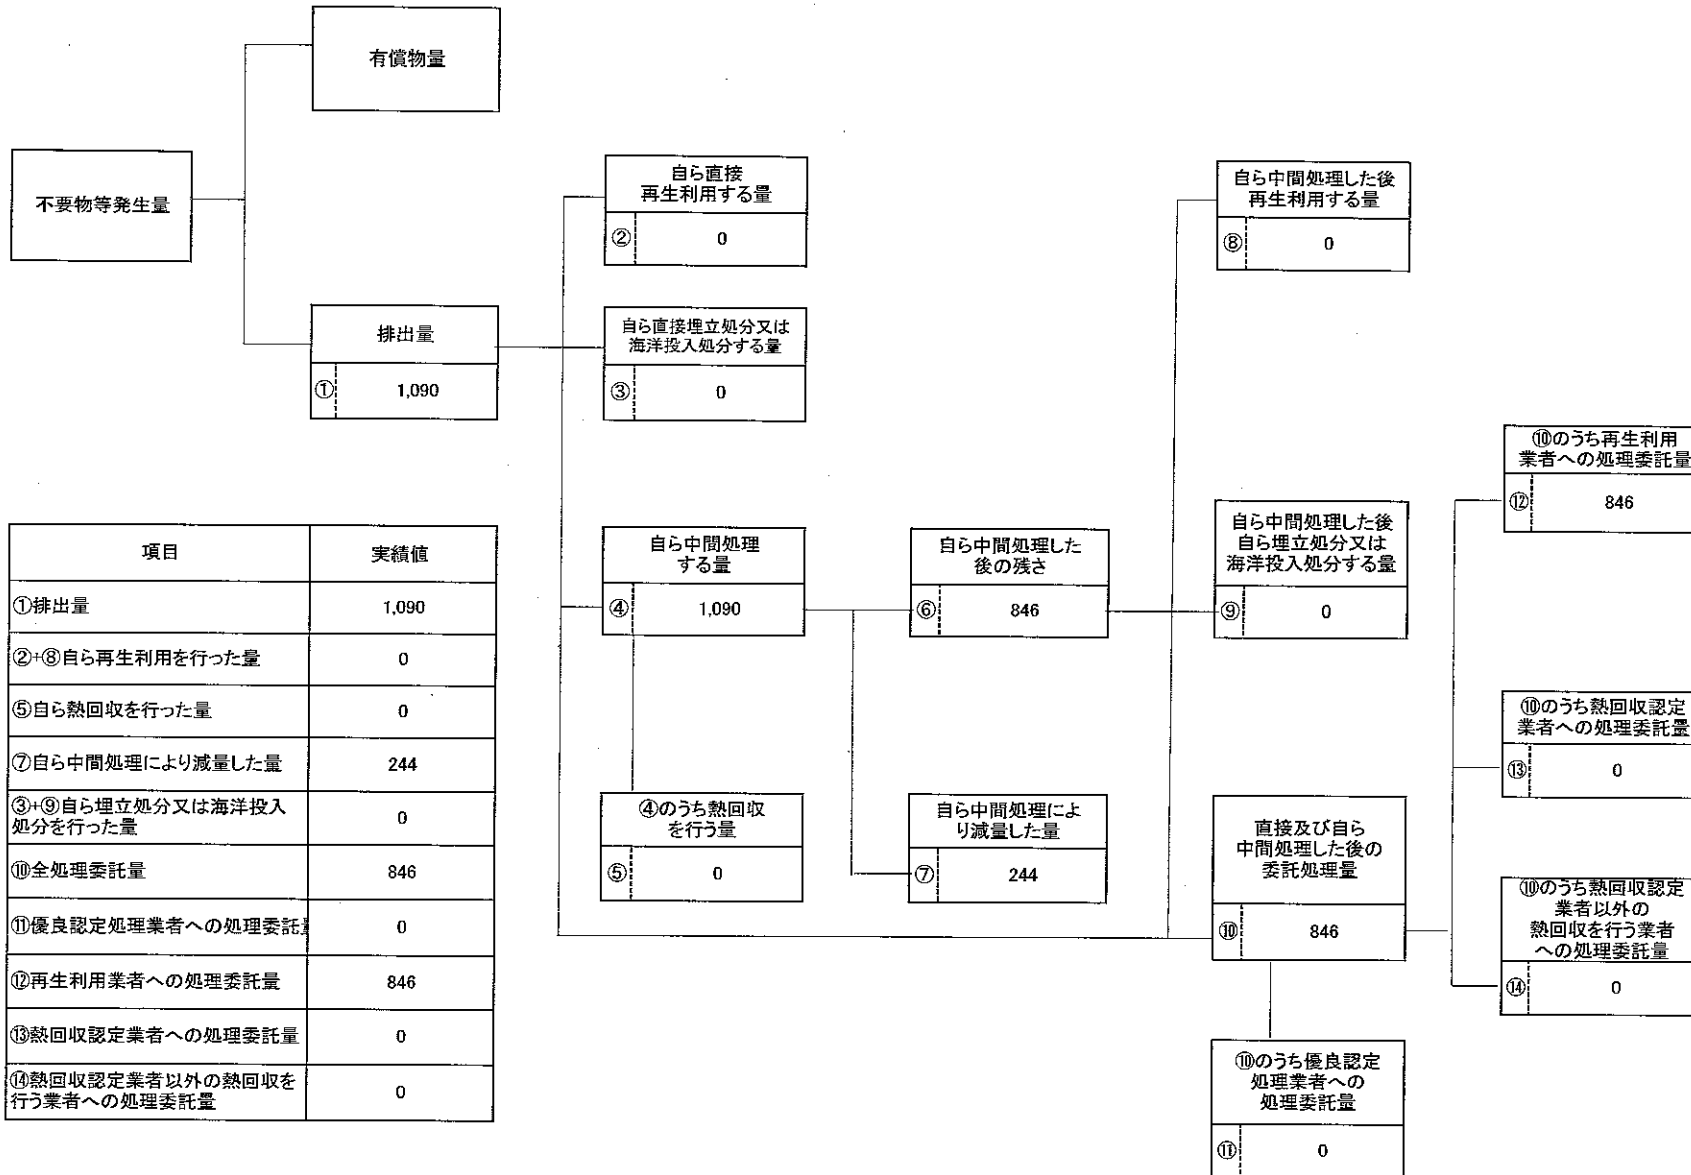 有償物量
不要物等発生量
排出量
① 1,090
自ら直接
再生利用する量
② 0
自ら直接埋立処分又は
海洋投入処分する量
③ 0
自ら中間処理
する量
④ 1,090
④のうち熱回収
を行う量
⑤ 0
自ら中間処理した
後の残さ
⑥ 846
自ら中間処理によ
り減量した量
⑦ 244
自ら中間処理した後
再生利用する量
⑧ 0
自ら中間処理した後
自ら埋立処分又は
海洋投入処分する量
⑨ 0
直接及び自ら
中間処理した後の
委託処理量
⑩ 846
⑩のうち優良認定
処理業者への
処理委託量
⑪ 0
⑩のうち再生利用
業者への処理委託量
⑫ 846
⑩のうち熱回収認定
業者への処理委託量
⑬ 0
⑩のうち熱回収認定
業者以外の
熱回収を行う業者
への処理委託量
⑭ 0
項目 実績値
①排出量 1,090
②+⑧自ら再生利用を行った量 0
⑤自ら熱回収を行った量 0
⑦自ら中間処理により減量した量 244
③+⑨自ら埋立処分又は海洋投入
処分を行った量 0
⑩全処理委託量 846
⑪優良認定処理業者への処理委託 0
⑫再生利用業者への処理委託量 846
⑬熱回収認定業者への処理委託量 0
⑭熱回収認定業者以外の熱回収を
行う業者への処理委託量 0